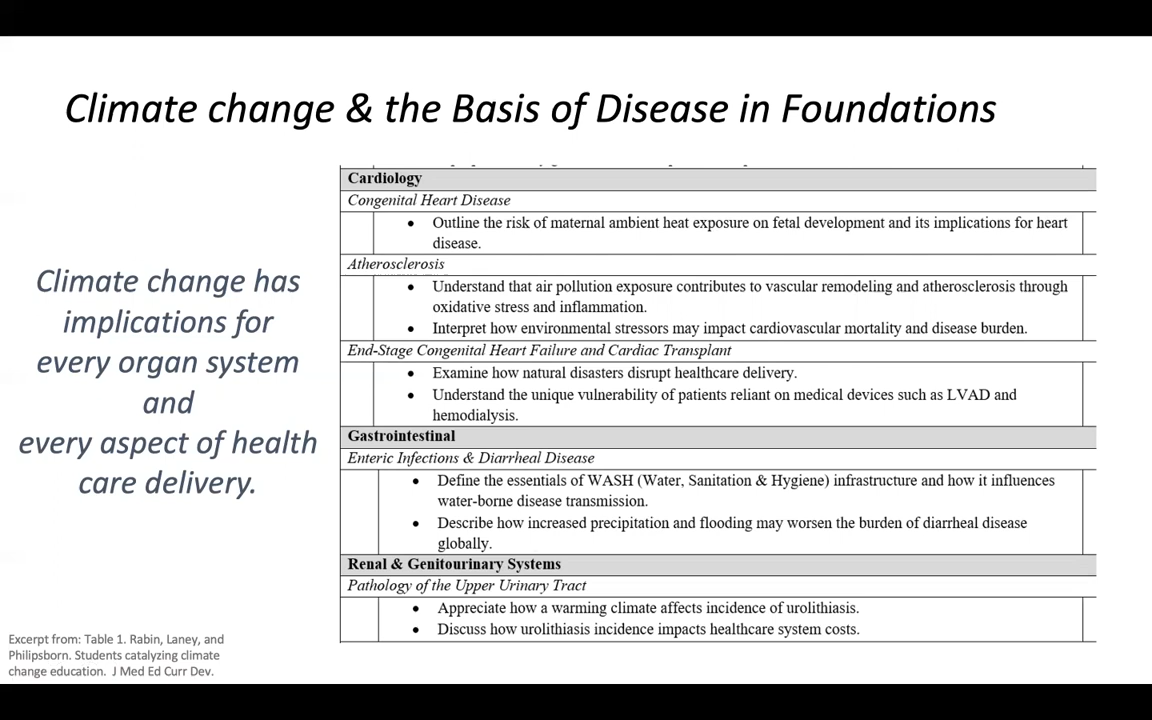 Climate change & the Basis of Disease in Foundations
Climate change has
implications for
every organ system
and
every aspect of health
care delivery.
Cardiology
Congenital Heart Disease
• Outline the risk of maternal ambient heat exposure on fetal development and its implications for heart
disease.
Atherosclerosis
• Understand that air pollution exposure contributes to vascular remodeling and atherosclerosis through
oxidative stress and inflammation.
• Interpret how environmental stressors may impact cardiovascular mortality and disease burden.
End-Stage Congenital Heart Failure and Cardiac Transplant
• Examine how natural disasters disrupt healthcare delivery.
• Understand the unique vulnerability of patients reliant on medical devices such as LVAD and
hemodialysis.
Gastrointestinal
Enteric Infections & Diarrheal Disease
• Define the essentials of WASH (Water, Sanitation & Hygiene) infrastructure and how it influences
water-borne disease transmission.
• Describe how increased precipitation and flooding may worsen the burden of diarrheal disease
globally.
Renal & Genitourinary Systems
Pathology of the Upper Urinary Tract
• Appreciate how a warming climate affects incidence of urolithiasis.
• Discuss how urolithiasis incidence impacts healthcare system costs.
Excerpt from: Table 1. Rabin, Laney, and
Philipsborn. Students catalyzing climate
change education. J Med Ed Curr Dev.